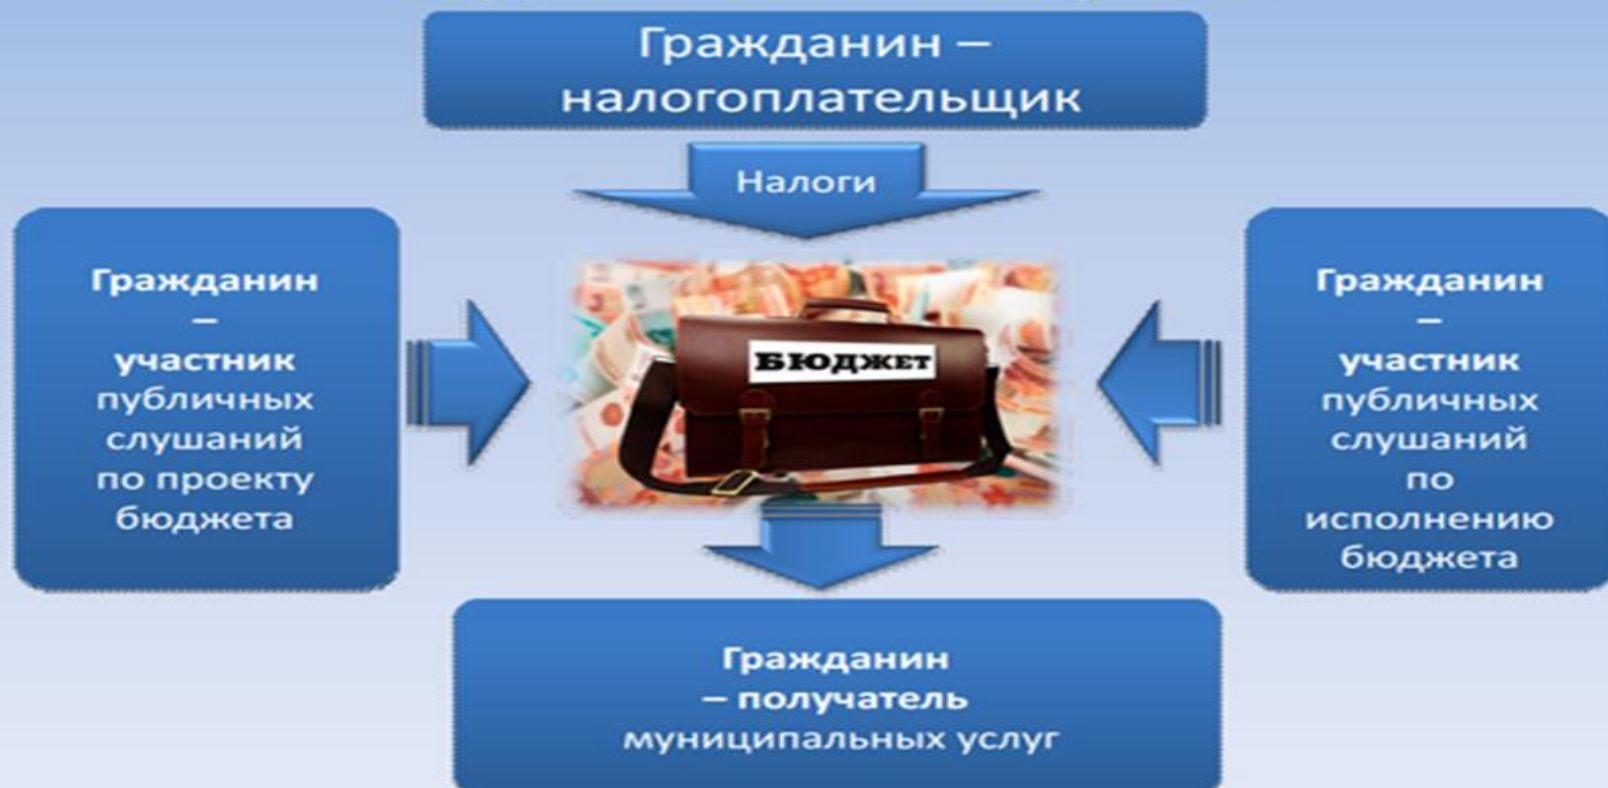 Гражданин –
налогоплательщик
Налоги
Гражданин
–
участник
публичных
слушаний
по проекту
бюджета
БЮДЖЕТ
Гражданин
–
участник
публичных
слушаний
по
исполнению
бюджета
Гражданин
– получатель
муниципальных услуг